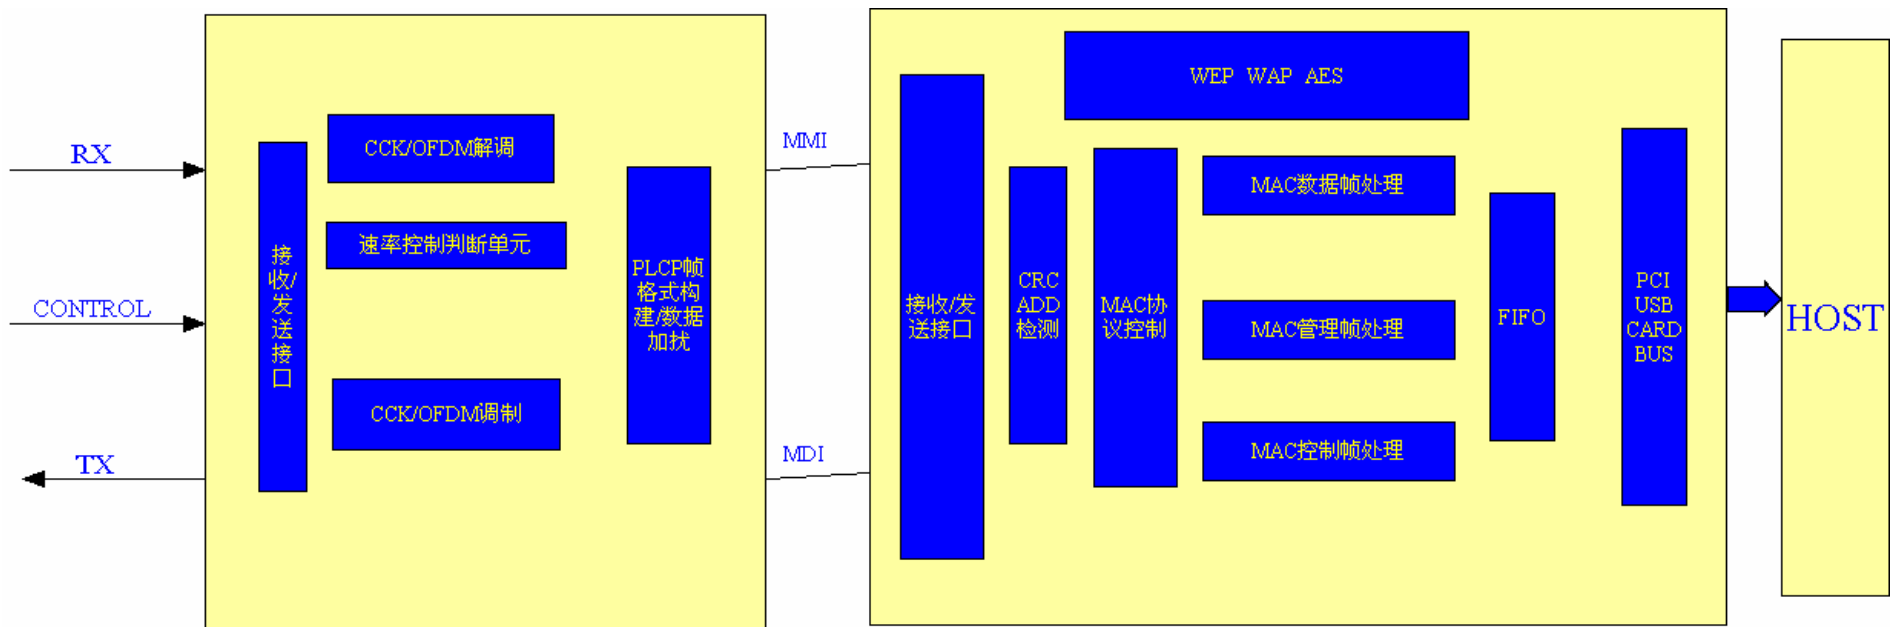 RX
CONTROL
TX
接
收/
发
送
接
口
CCK/OFDM解调
速率控制判断单元
CCK/OFDM调制
PLCP帧
格式构
建/数据
加扰
MMI
MDI
接收/发
送接口
CRC
ADD
检测
MAC协
议控制
WEP WAP AES
MAC数据帧处理
MAC管理帧处理
MAC控制帧处理
FIFO
PCI
USB
CARD
BUS
HOST